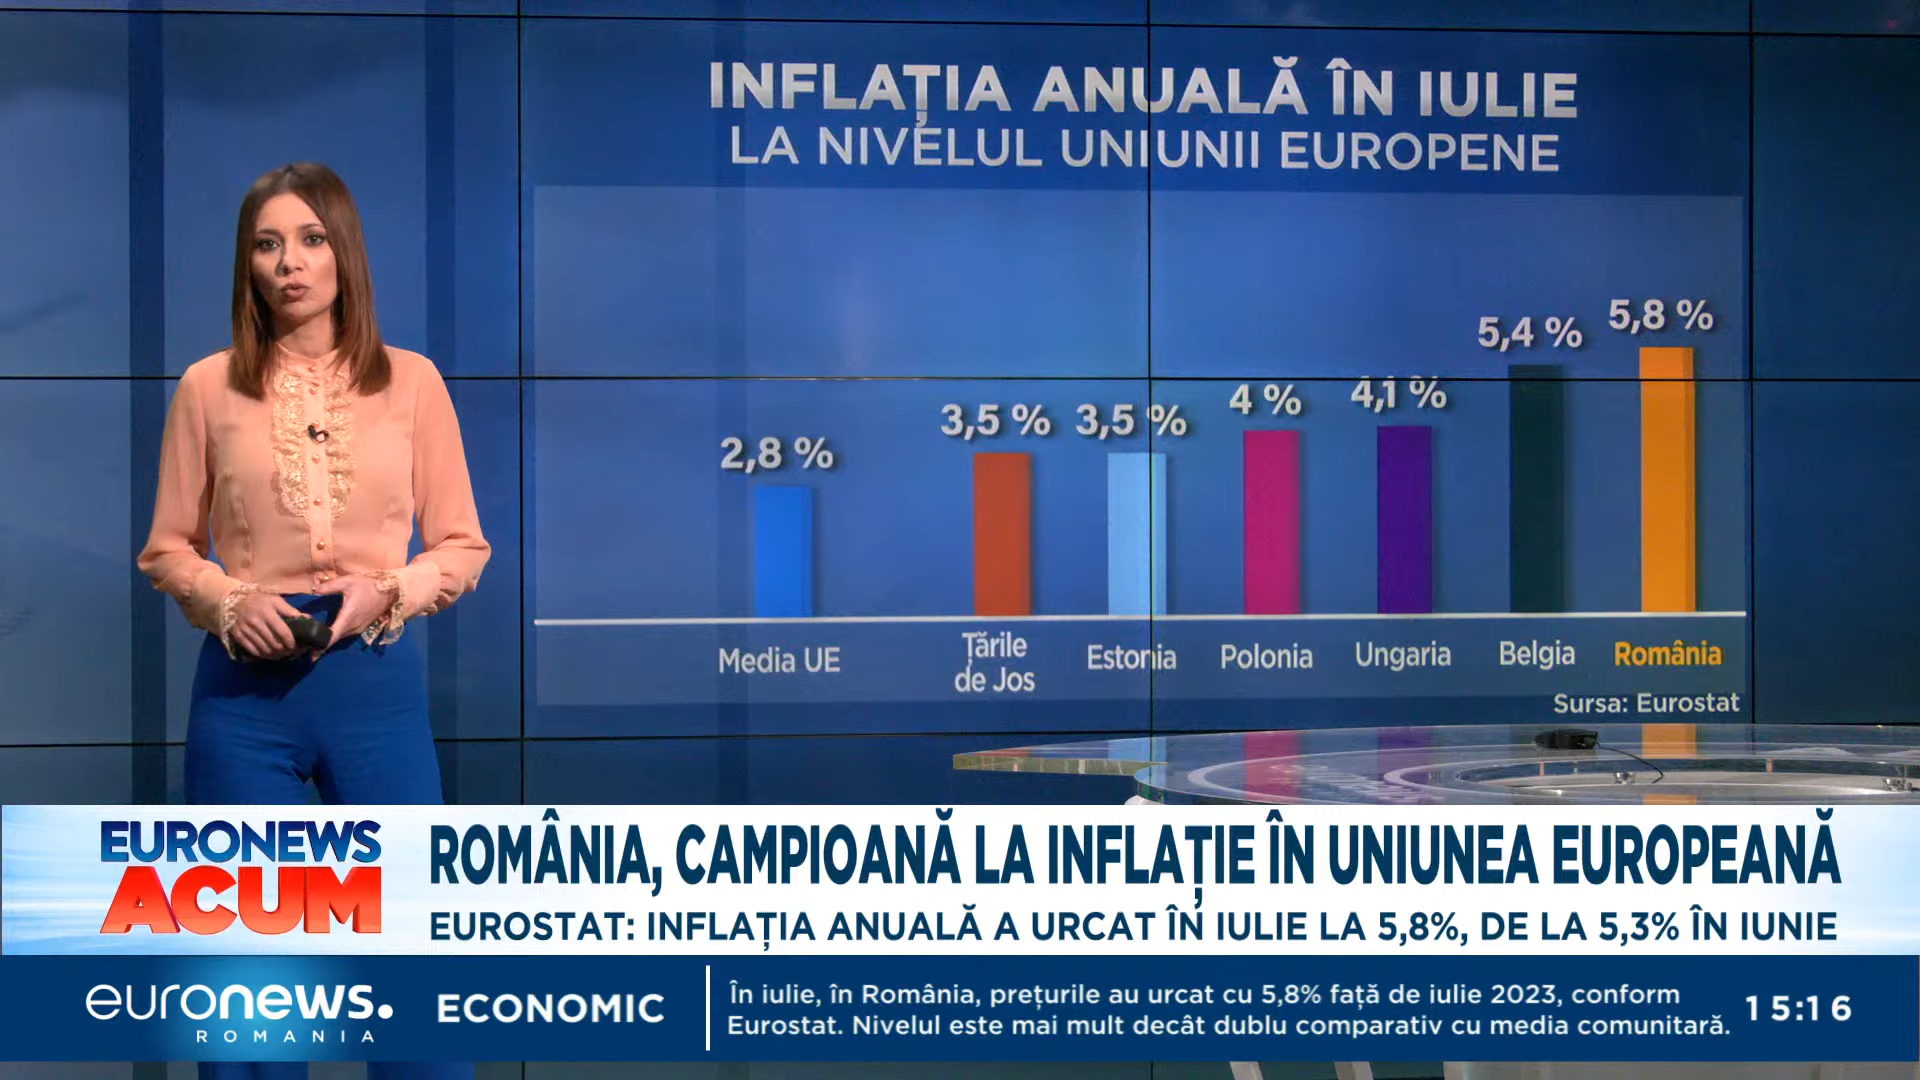 INFLAȚIA ANUALĂ ÎN IULIE
LA NIVELUL UNIUNII EUROPENE
2,8 %
3,5 %
3,5 %
4 %
4,1 %
5,4 %
5,8 %
Media UE
Țările
de Jos
Estonia
Polonia
Ungaria
Belgia
România
Sursa: Eurostat
EURONEWS
ACUM
ROMÂNIA, CAMPIOANĂ LA INFLAȚIE ÎN UNIUNEA EUROPEANĂ
EUROSTAT: INFLAȚIA ANUALĂ A URCAT ÎN IULIE LA 5,8%, DE LA 5,3% ÎN IUNIE
euronews.
ROMANIA
ECONOMIC
În iulie, în România, prețurile au urcat cu 5,8% față de iulie 2023, conform
Eurostat. Nivelul este mai mult decât dublu comparativ cu media comunitară.
15:16